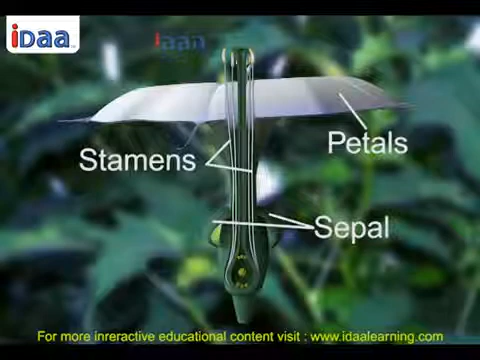 iDaa
iDaa
Petals
Stamens
Sepal
For more inreractive educational content visit : www.idaalearning.com